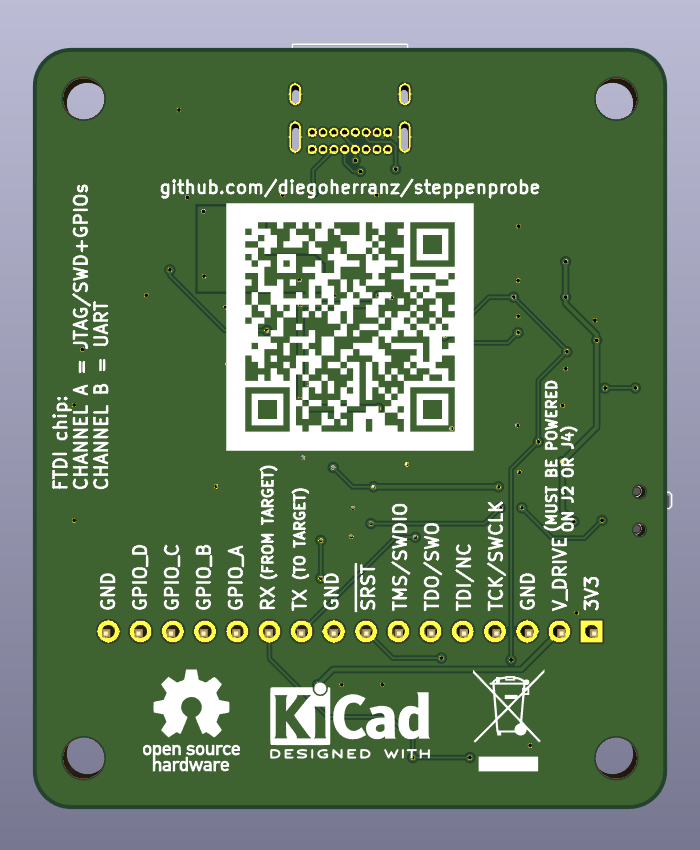 github.com/diegoherranz/steppenprobe
FTDI chip:
CHANNEL A = JTAG/SWD+GPIOs
CHANNEL B = UART
GND
GPIO_D
GPIO_C
GPIO_B
GPIO_A
RX (FROM TARGET)
TX (TO TARGET)
GND
SRST
TMS/SWDIO
TDO/SWO
TDI/NC
TCK/SWCLK
GND
V_DRIVE (MUST BE POWERED
ON J2 OR J4)
3V3
open source
hardware
KiCad
DESIGNED WITH